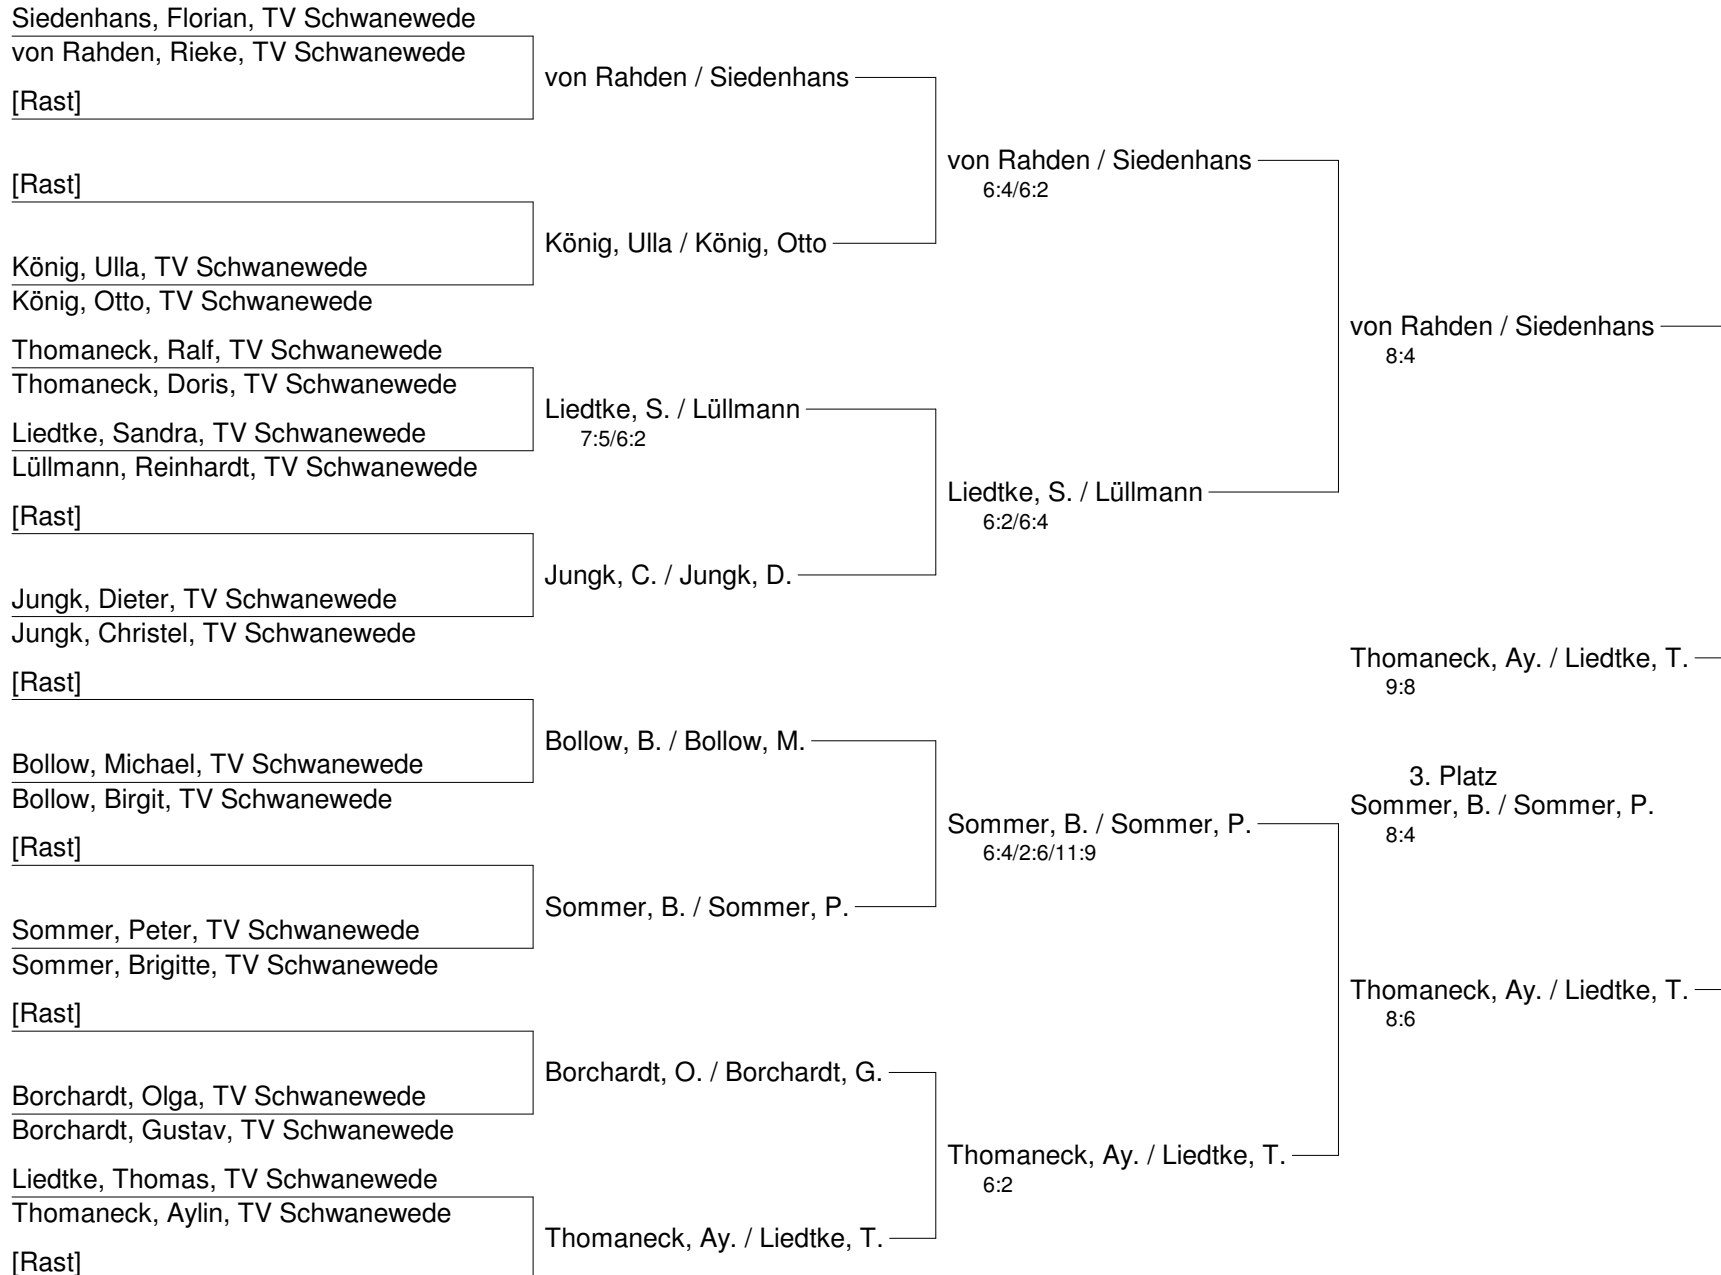 Siedenhans, Florian, TV Schwanewede
von Rahden, Rieke, TV Schwanewede
[Rast]
[Rast]
König, Ulla, TV Schwanewede
König, Otto, TV Schwanewede
Thomaneck, Ralf, TV Schwanewede
Thomaneck, Doris, TV Schwanewede
Liedtke, Sandra, TV Schwanewede
Lüllmann, Reinhardt, TV Schwanewede
[Rast]
Jungk, Dieter, TV Schwanewede
Jungk, Christel, TV Schwanewede
[Rast]
Bollow, Michael, TV Schwanewede
Bollow, Birgit, TV Schwanewede
[Rast]
Sommer, Peter, TV Schwanewede
Sommer, Brigitte, TV Schwanewede
[Rast]
Borchardt, Olga, TV Schwanewede
Borchardt, Gustav, TV Schwanewede
Liedtke, Thomas, TV Schwanewede
Thomaneck, Aylin, TV Schwanewede
[Rast]
von Rahden / Siedenhans
König, Ulla / König, Otto
Liedtke, S. / Lüllmann
7:5/6:2
Jungk, C. / Jungk, D.
Bollow, B. / Bollow, M.
Sommer, B. / Sommer, P.
Borchardt, O. / Borchardt, G.
Thomaneck, Ay. / Liedtke, T.
von Rahden / Siedenhans
6:4/6:2
Liedtke, S. / Lüllmann
6:2/6:4
Sommer, B. / Sommer, P.
6:4/2:6/11:9
Thomaneck, Ay. / Liedtke, T.
6:2
von Rahden / Siedenhans
8:4
Thomaneck, Ay. / Liedtke, T.
9:8
3. Platz
Sommer, B. / Sommer, P.
8:4
Thomaneck, Ay. / Liedtke, T.
8:6